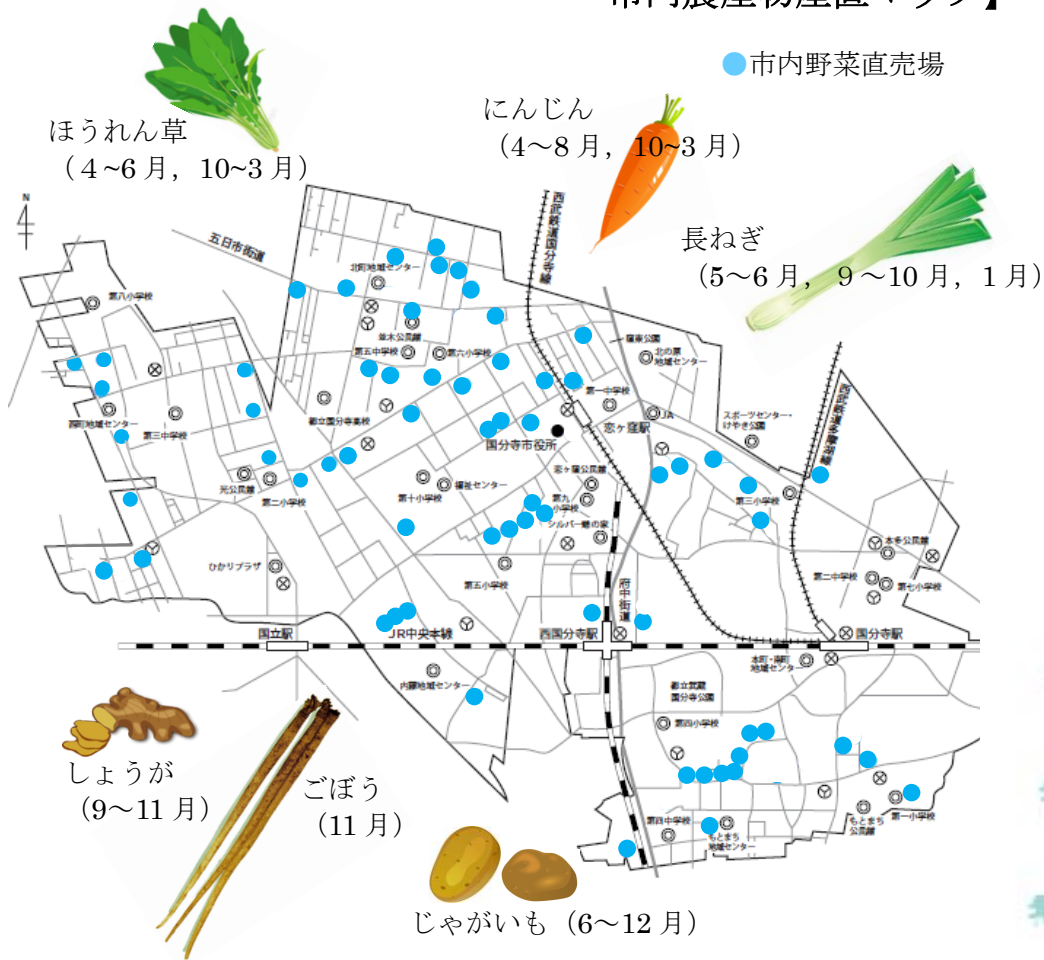 市内農産物産直マップ】
●市内野菜直売場
ほうれん草
（4~6 月，10~3 月）
にんじん
（4～8 月，10~3 月）
長ねぎ
（5～6 月，9～10 月，1 月）
N
五日市街道
西武鉄道国分寺線
北町地域センター
第八小学校
並木公民館
第五中学校
第六小学校
窪東公園
北の原
地域センター
第一中学校
西町地域センター
都立国分寺高校
JA
スポーツセンター・
けやき公園
西武鉄道多摩湖線
恋ヶ窪駅
第三中学校
国分寺市役所
光公民館
第二小学校
第十小学校
福祉センター
恋ヶ窪公民館
第九
小学校
第三小学校
シルバー憩の家
本多公民館
ひかりプラザ
第五小学校
府中街道
第二中学校
第七小学校
国立駅
JR中央本線
西国分寺駅
国分寺駅
本町・南町
地域センター
内藤地域センター
都立武蔵
国分寺公園
第四小学校
しょうが
（9～11 月）
ごぼう
（11 月）
第四中学校
もとまち
地域センター
もとまち
公民館
第一小学校
じゃがいも（6～12 月）